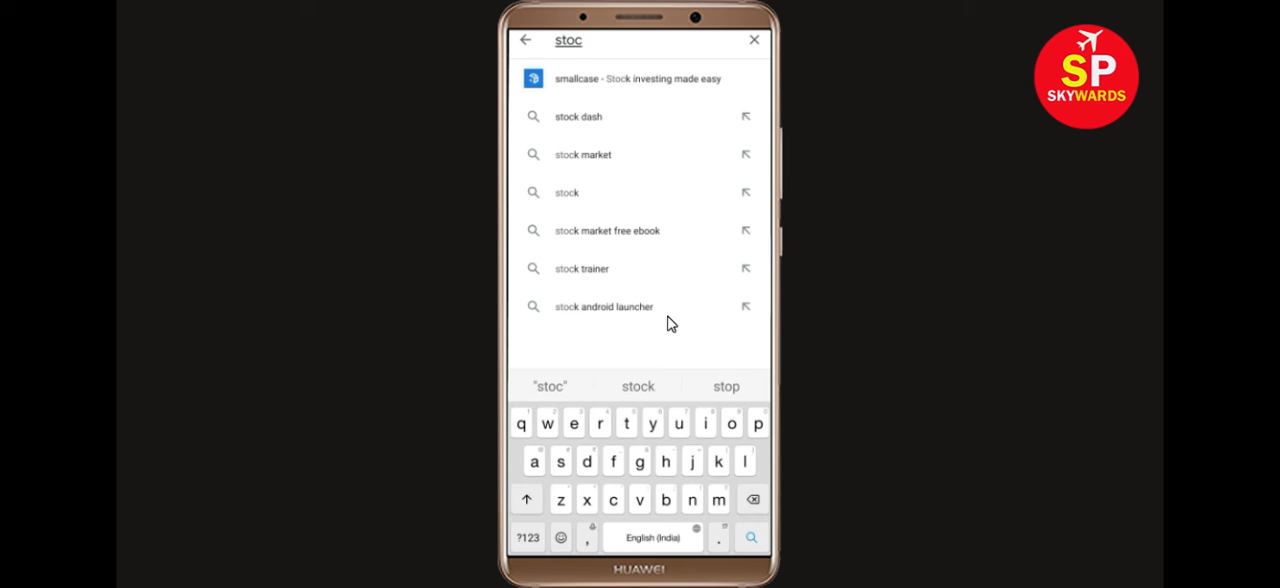 stoc
SP
SKYWARDS
smallcase - Stock investing made easy
stock dash
stock market
stock
stock market free ebook
stock trainer
stock android launcher
"stoc" stock stop
q w e r t y u i o p
a s d f g h j k l
z x c v b n m
?123 , English (India) .
HUAWEI